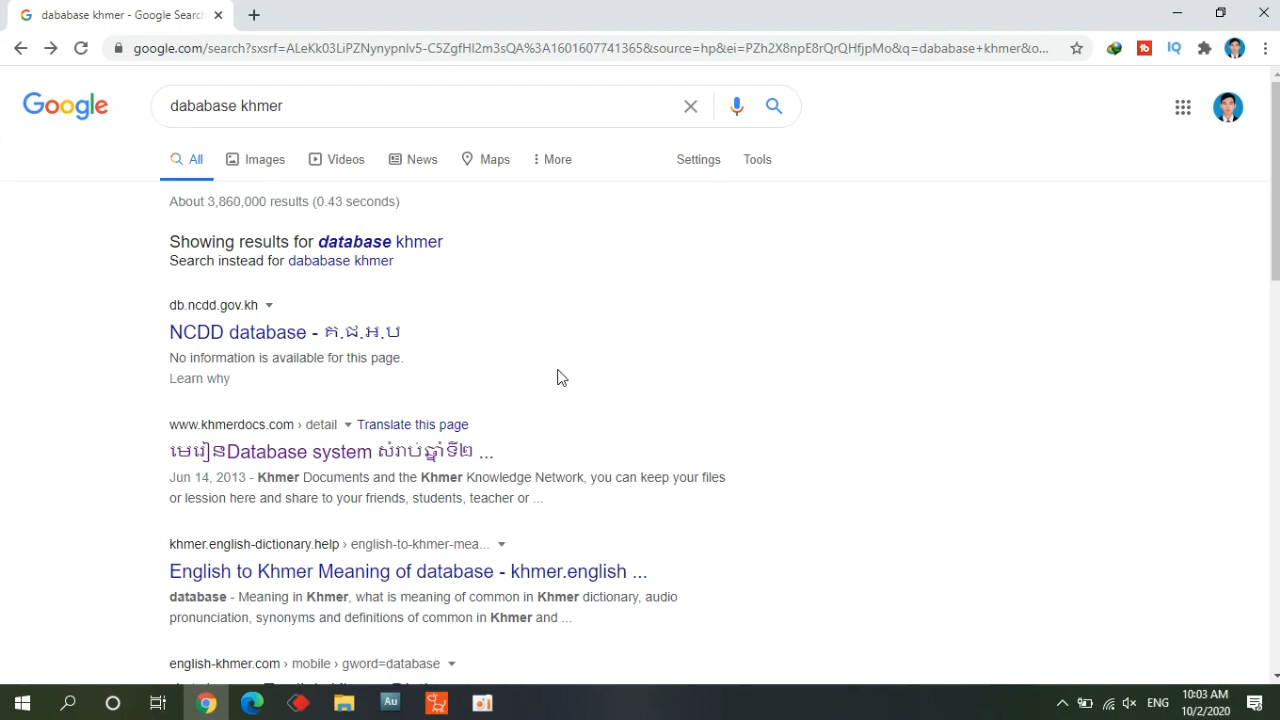 dababase khmer - Google Search
google.com/search?sxsrf=ALeKk03LiPZNynypnlv5-C5ZgfHl2m3sQA%3A1601607741365&source=hp&ei=PZh2X8npE8rQrQHfjpMo&q=dababase+khmer&o...
Google
dababase khmer
All Images Videos News Maps More Settings Tools
About 3,860,000 results (0.43 seconds)
Showing results for database khmer
Search instead for dababase khmer
db.ncdd.gov.kh
NCDD database - គ.ជ.អ.ប
No information is available for this page.
Learn why
www.khmerdocs.com › detail Translate this page
មេរៀនDatabase system សំរាប់ឆ្នាំទី២ ...
Jun 14, 2013 - Khmer Documents and the Khmer Knowledge Network, you can keep your files
or lession here and share to your friends, students, teacher or ...
khmer.english-dictionary.help › english-to-khmer-mea...
English to Khmer Meaning of database - khmer.english ...
database - Meaning in Khmer, what is meaning of common in Khmer dictionary, audio
pronunciation, synonyms and definitions of common in Khmer and ...
english-khmer.com › mobile › gword=database
Au
ENG
10:03 AM
10/2/2020